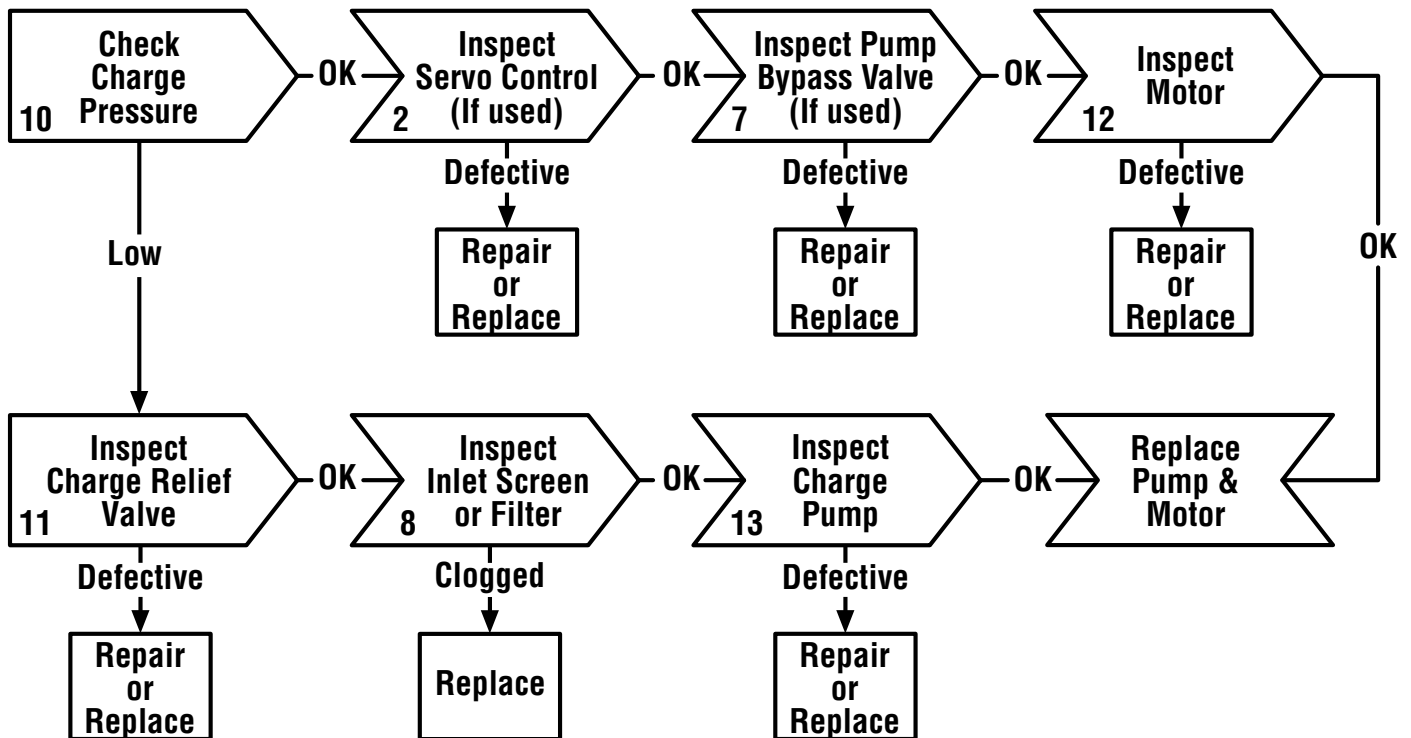 Check
Charge
Pressure
10
OK
Inspect
Servo Control
(If used)
2
OK
Inspect Pump
Bypass Valve
(If used)
7
OK
Inspect
Motor
12
Defective
Repair
or
Replace
Defective
Repair
or
Replace
Defective
Repair
or
Replace
OK
Low
Inspect
Charge Relief
Valve
11
OK
Inspect
Inlet Screen
or Filter
8
OK
Inspect
Charge
Pump
13
OK
Replace
Pump &
Motor
Defective
Repair
or
Replace
Clogged
Replace
Defective
Repair
or
Replace